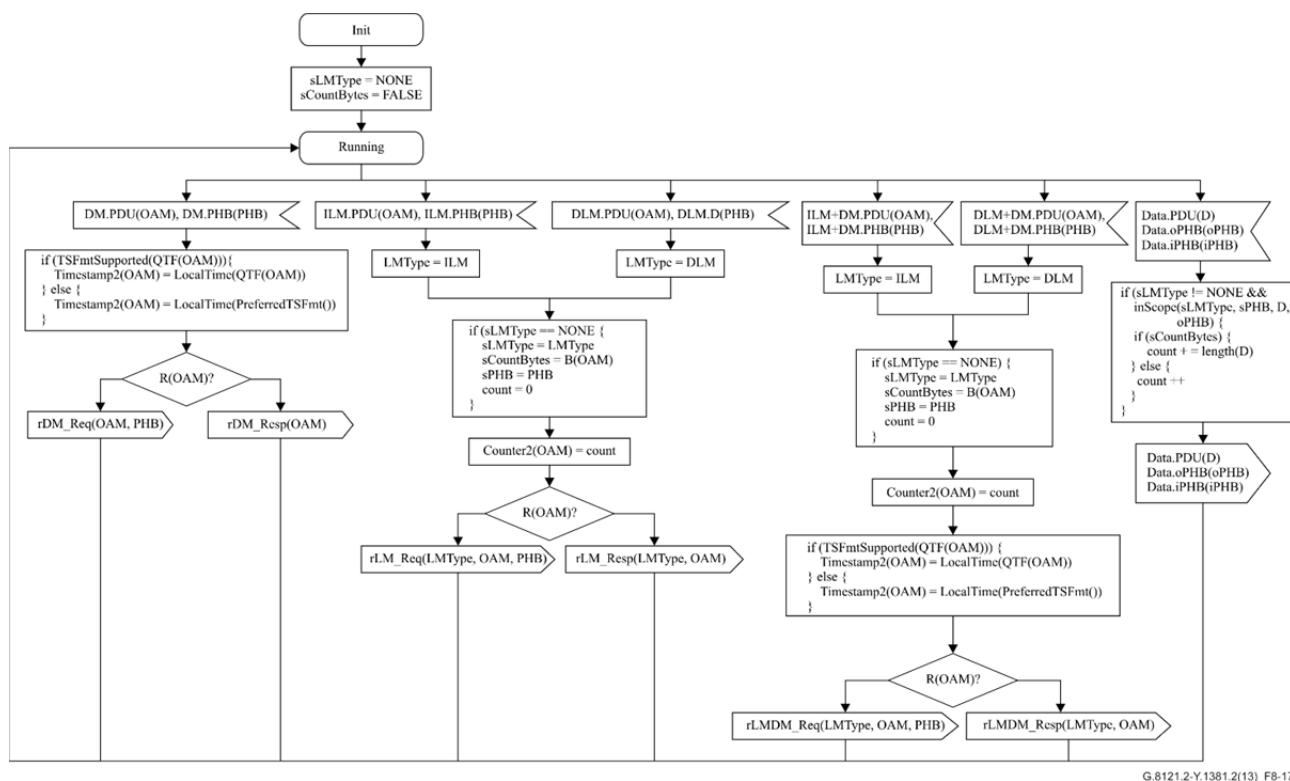 Init
sLMType = NONE
sCountBytes = FALSE
Running
DM.PDU(OAM), DM.PHB(PHB)
ILM.PDU(OAM), ILM.PHB(PHB)
DLM.PDU(OAM), DLM.D(PHB)
ILM+DM.PDU(OAM),
ILM+DM.PHB(PHB)
DLM+DM.PDU(OAM),
DLM+DM.PHB(PHB)
Data.PDU(D)
Data.oPHB(oPHB)
Data.iPHB(iPHB)
if (TSFmtSupported(QTF(OAM))){
Timestamp2(OAM) = LocalTime(QTF(OAM))
} else {
Timestamp2(OAM) = LocalTime(PreferredTSFmt())
}
R(OAM)?
rDM_Req(OAM, PHB)
rDM_Resp(OAM)
LMType = ILM
LMType = DLM
if (sLMType == NONE {
sLMType = LMType
sCountBytes = B(OAM)
sPHB = PHB
count = 0
}
Counter2(OAM) = count
R(OAM)?
rLM_Req(LMType, OAM, PHB)
rLM_Resp(LMType, OAM)
LMType = ILM
LMType = DLM
if (sLMType == NONE) {
sLMType = LMType
sCountBytes = B(OAM)
sPHB = PHB
count = 0
}
Counter2(OAM) = count
if (TSFmtSupported(QTF(OAM))) {
Timestamp2(OAM) = LocalTime(QTF(OAM))
} else {
Timestamp2(OAM) = LocalTime(PreferredTSFmt())
}
R(OAM)?
rLMDM_Req(LMType, OAM, PHB)
rLMDM_Resp(LMType, OAM)
if (sLMType != NONE &&
inScope(sLMType, sPHB, D,
oPHB) {
if (sCountBytes) {
count + = length(D)
} else {
count ++
}
}
Data.PDU(D)
Data.oPHB(oPHB)
Data.iPHB(iPHB)
G.8121.2-Y.1381.2(13)_F8-17